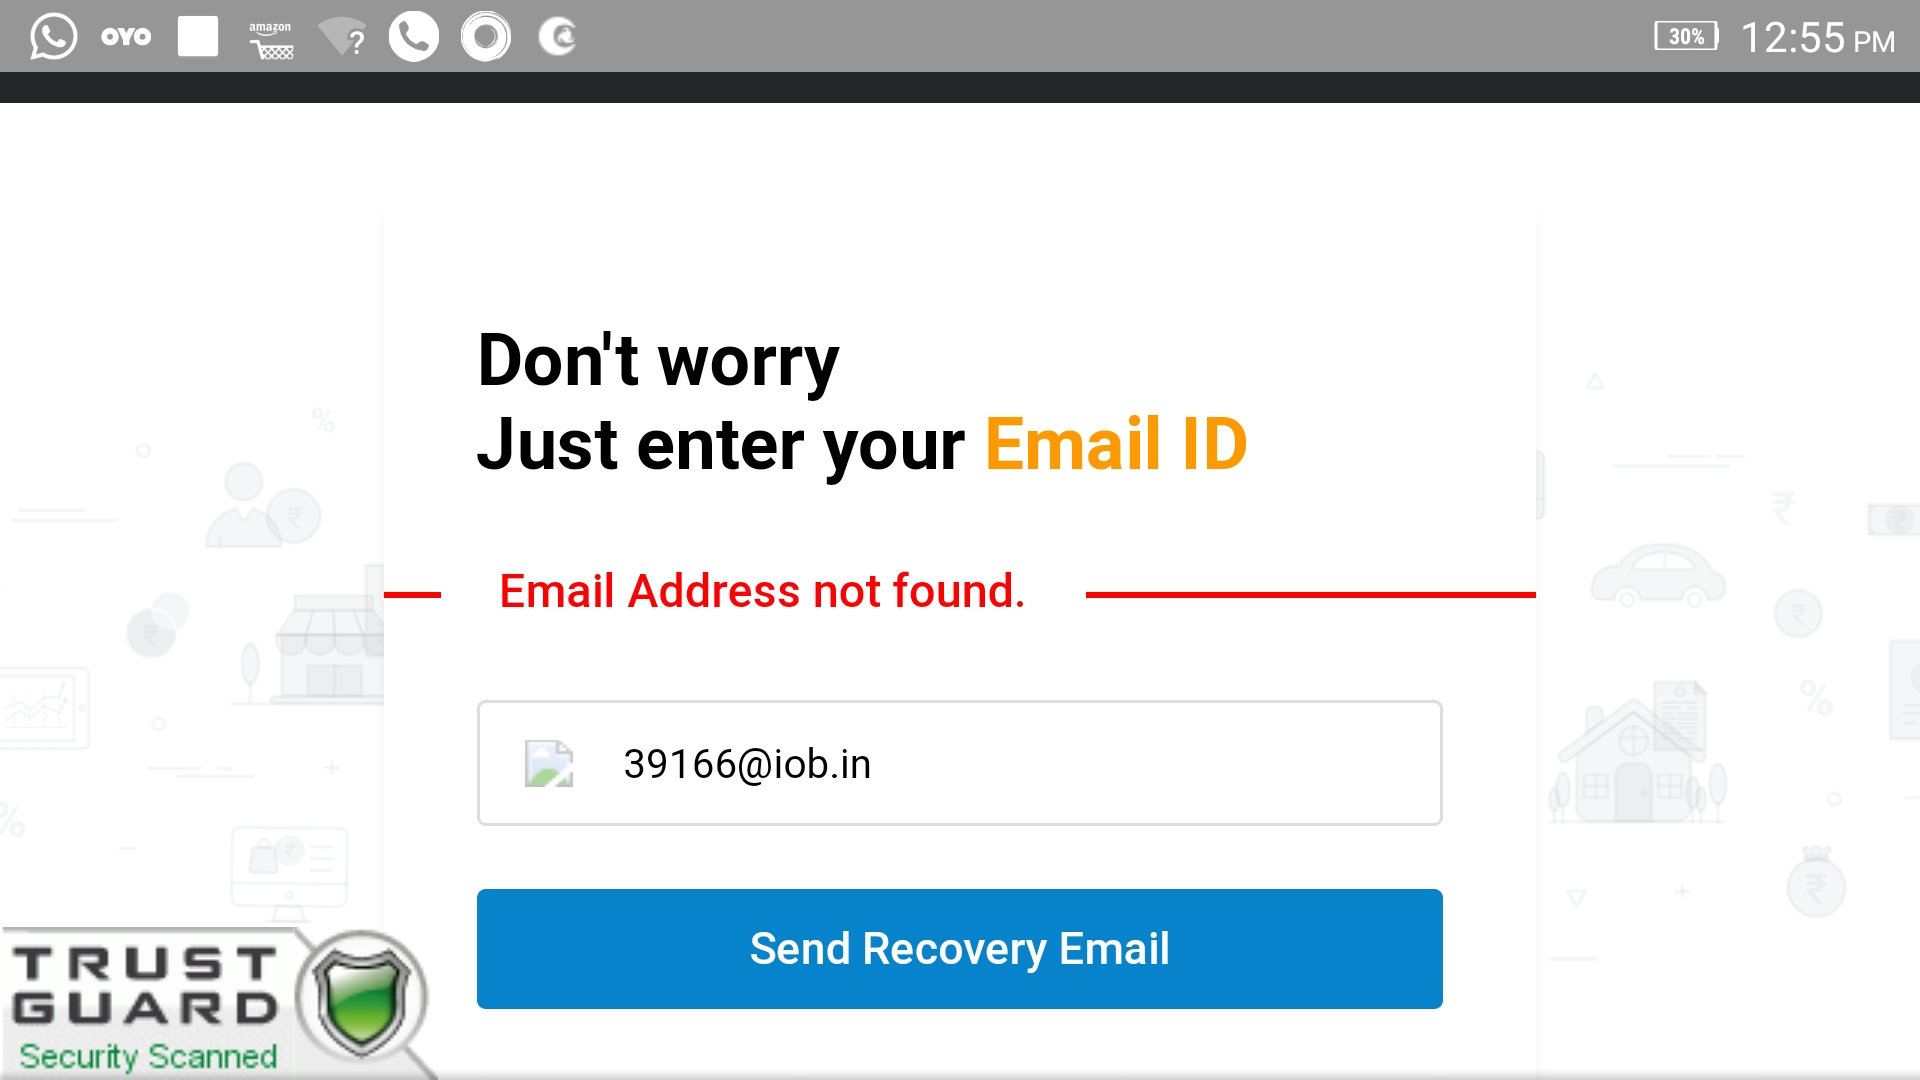 OYO
amazon
?
30%
12:55 PM
Don't worry
Just enter your Email ID
Email Address not found.
39166@iob.in
Send Recovery Email
TRUST
GUARD
Security Scanned